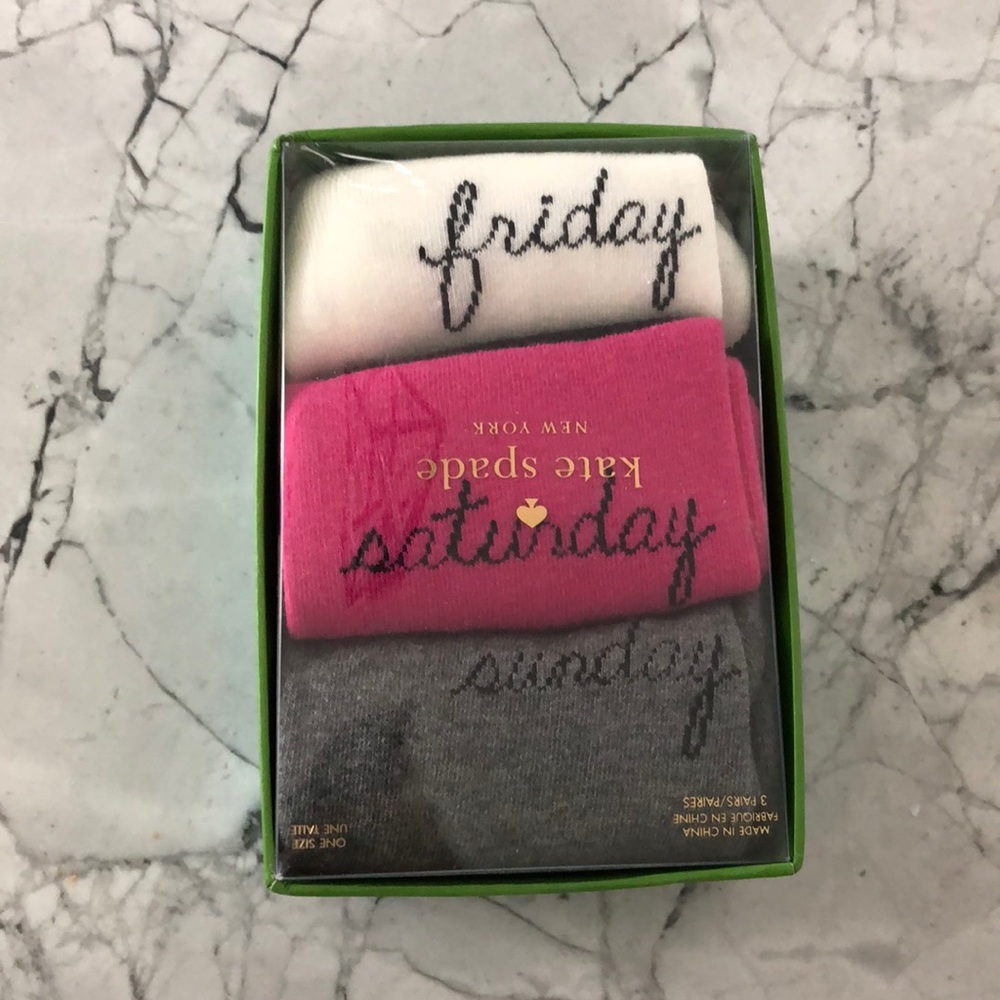 friday
saturday
sunday
kate spade
NEW YORK
MADE IN CHINA
FABRIQUÉ EN CHINE
3 PAIRS/PAIRES
ONE SIZE
UNE TAILLE